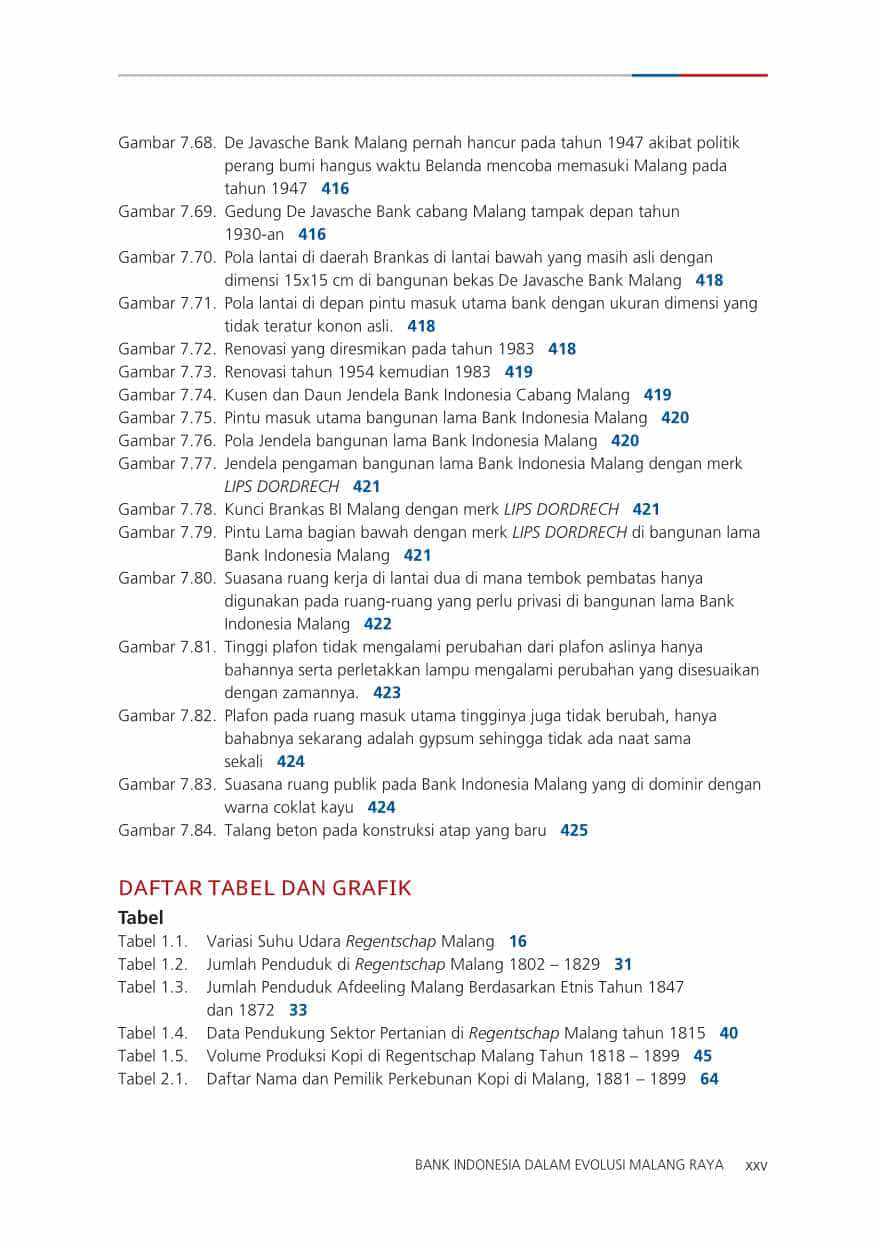 Gambar 7.68. De Javasche Bank Malang pernah hancur pada tahun 1947 akibat politik
perang bumi hangus waktu Belanda mencoba memasuki Malang pada
tahun 1947 416
Gambar 7.69. Gedung De Javasche Bank cabang Malang tampak depan tahun
1930-an 416
Gambar 7.70. Pola lantai di daerah Brankas di lantai bawah yang masih asli dengan
dimensi 15x15 cm di bangunan bekas De Javasche Bank Malang 418
Gambar 7.71. Pola lantai di depan pintu masuk utama bank dengan ukuran dimensi yang
tidak teratur konon asli. 418
Gambar 7.72. Renovasi yang diresmikan pada tahun 1983 418
Gambar 7.73. Renovasi tahun 1954 kemudian 1983 419
Gambar 7.74. Kusen dan Daun Jendela Bank Indonesia Cabang Malang 419
Gambar 7.75. Pintu masuk utama bangunan lama Bank Indonesia Malang 420
Gambar 7.76. Pola Jendela bangunan lama Bank Indonesia Malang 420
Gambar 7.77. Jendela pengaman bangunan lama Bank Indonesia Malang dengan merk
LIPS DORDRECH 421
Gambar 7.78. Kunci Brankas BI Malang dengan merk LIPS DORDRECH 421
Gambar 7.79. Pintu Lama bagian bawah dengan merk LIPS DORDRECH di bangunan lama
Bank Indonesia Malang 421
Gambar 7.80. Suasana ruang kerja di lantai dua di mana tembok pembatas hanya
digunakan pada ruang-ruang yang perlu privasi di bangunan lama Bank
Indonesia Malang 422
Gambar 7.81. Tinggi plafon tidak mengalami perubahan dari plafon aslinya hanya
bahannya serta perletakkan lampu mengalami perubahan yang disesuaikan
dengan zamannya. 423
Gambar 7.82. Plafon pada ruang masuk utama tingginya juga tidak berubah, hanya
bahabnya sekarang adalah gypsum sehingga tidak ada naat sama
sekali 424
Gambar 7.83. Suasana ruang publik pada Bank Indonesia Malang yang di dominir dengan
warna coklat kayu 424
Gambar 7.84. Talang beton pada konstruksi atap yang baru 425
DAFTAR TABEL DAN GRAFIK
Tabel
Tabel 1.1. Variasi Suhu Udara Regentschap Malang 16
Tabel 1.2. Jumlah Penduduk di Regentschap Malang 1802 – 1829 31
Tabel 1.3. Jumlah Penduduk Afdeeling Malang Berdasarkan Etnis Tahun 1847
dan 1872 33
Tabel 1.4. Data Pendukung Sektor Pertanian di Regentschap Malang tahun 1815 40
Tabel 1.5. Volume Produksi Kopi di Regentschap Malang Tahun 1818 – 1899 45
Tabel 2.1. Daftar Nama dan Pemilik Perkebunan Kopi di Malang, 1881 – 1899 64
BANK INDONESIA DALAM EVOLUSI MALANG RAYA xxv